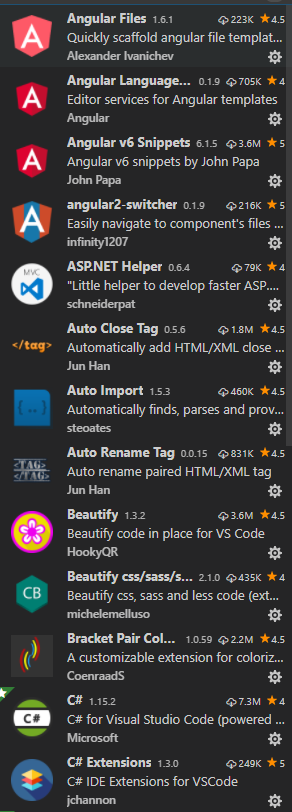 Angular Files 1.6.1 223K 4.5
Quickly scaffold angular file templat...
Alexander Ivanichev
Angular Language... 0.1.9 705K 4
Editor services for Angular templates
Angular
Angular v6 Snippets 6.1.5 3.6M 5
Angular v6 snippets by John Papa
John Papa
angular2-switcher 0.1.9 216K 5
Easily navigate to component's files ...
infinity1207
MVC
ASP.NET Helper 0.6.4 79K 4
"Little helper to develop faster ASP....
schneiderpat
</tag>
Auto Close Tag 0.5.6 1.8M 4.5
Automatically add HTML/XML close ...
Jun Han
{..}
Auto Import 1.5.3 460K 4.5
Automatically finds, parses and prov...
steoates
<TAG>
</TAG>
Auto Rename Tag 0.0.15 831K 4.5
Auto rename paired HTML/XML tag
Jun Han
Beautify 1.3.2 3.6M 4.5
Beautify code in place for VS Code
HookyQR
CB
Beautify css/sass/s... 2.1.0 435K 4
Beautify css, sass and less code (ext...
michelemelluso
Bracket Pair Col... 1.0.59 2.2M 4.5
A customizable extension for coloriz...
CoenraadS
C#
C# 1.15.2 7.3M 4
C# for Visual Studio Code (powered ...
Microsoft
C# Extensions 1.3.0 249K 5
C# IDE Extensions for VSCode
jchannon